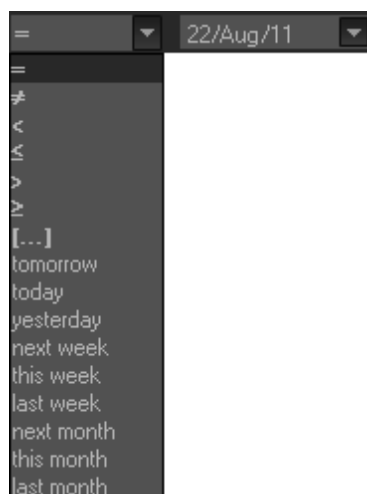 = 22/Aug/11
=
≠
<
≤
>
≥
[...]
tomorrow
today
yesterday
next week
this week
last week
next month
this month
last month